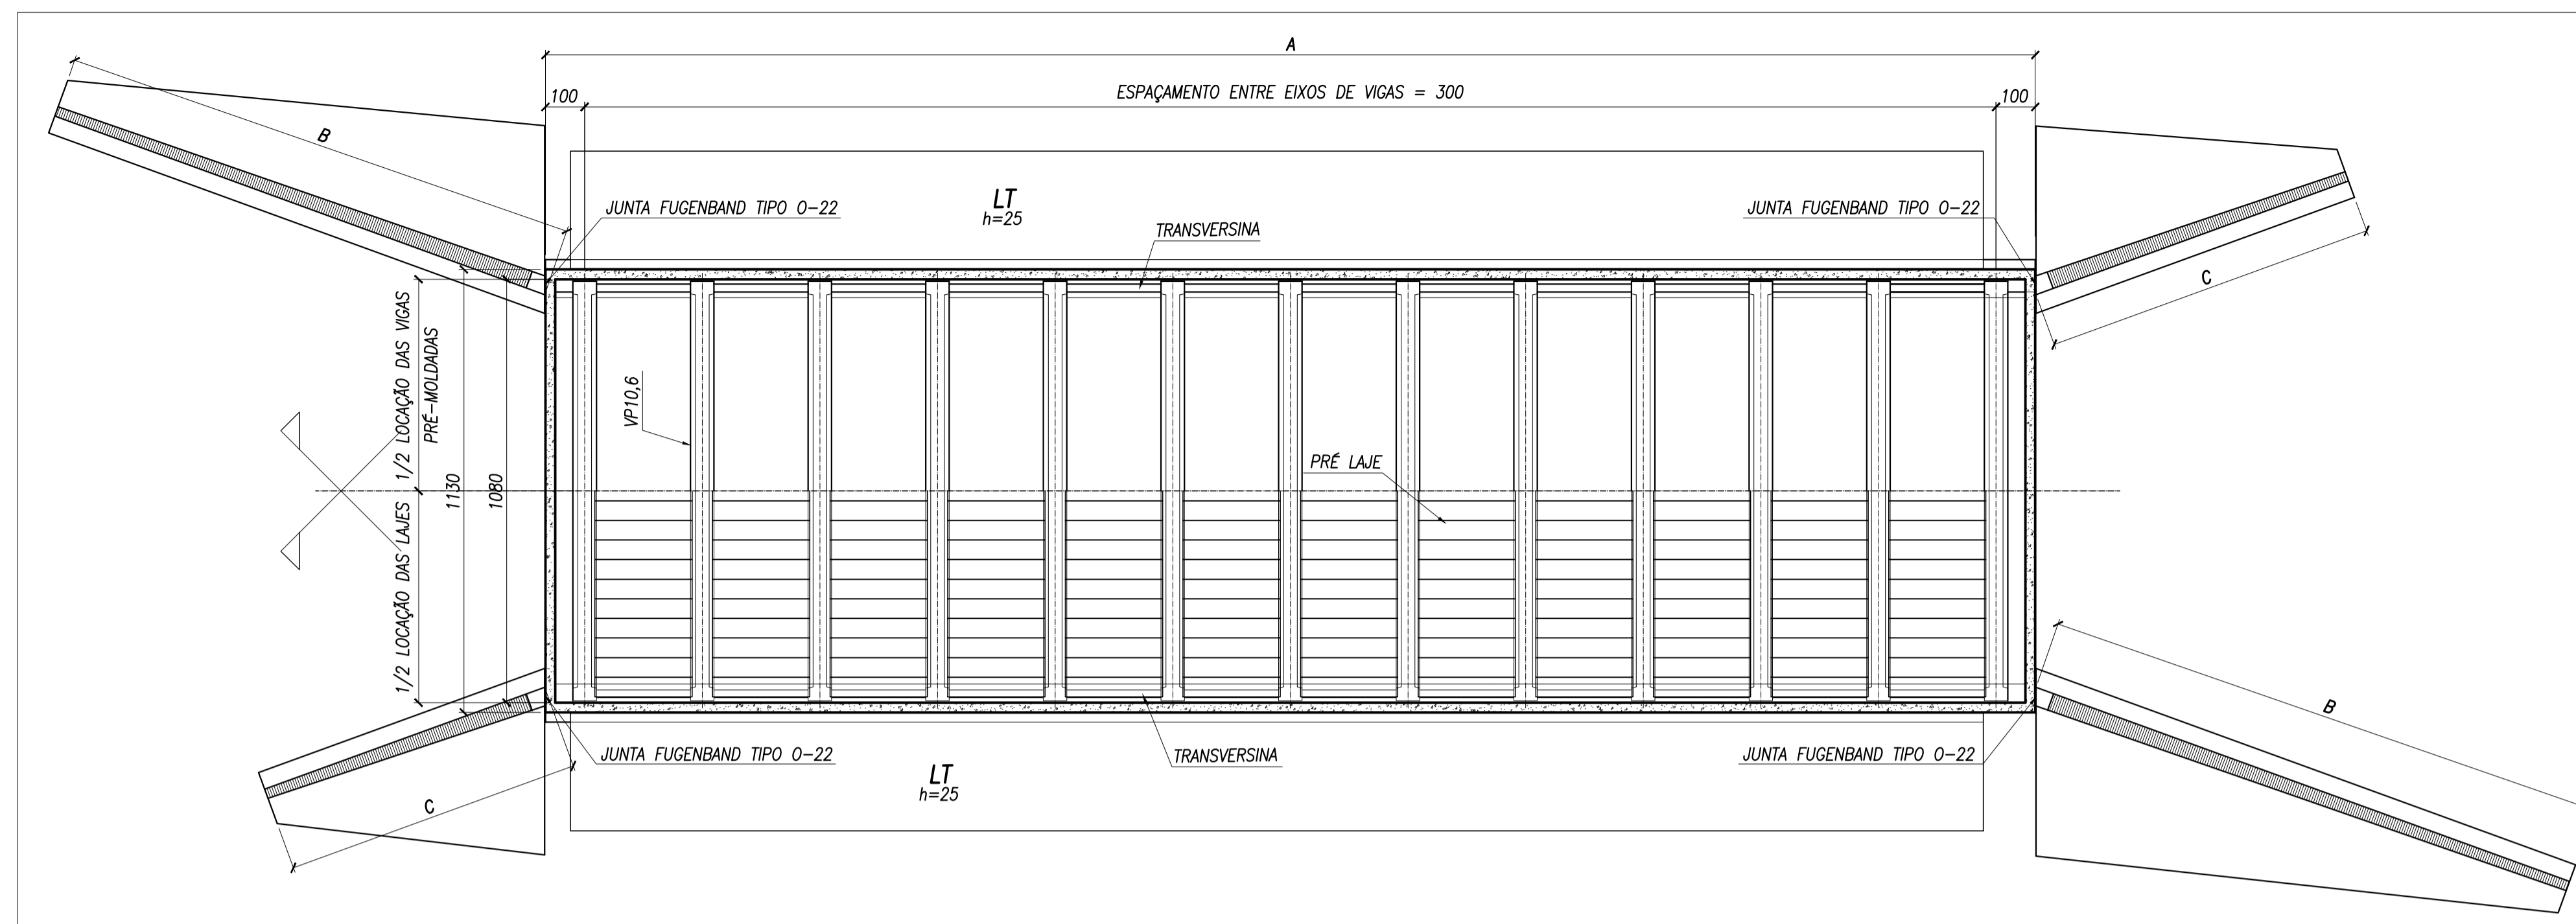 A
100
ESPAÇAMENTO ENTRE EIXOS DE VIGAS = 300
100
B
JUNTA FUGENBAND TIPO O-22
LT
h=25
TRANSVERSINA
JUNTA FUGENBAND TIPO O-22
C
1/2 LOCAÇÃO DAS VIGAS
PRÉ-MOLDADAS
VP10,6
PRÉ LAJE
1130
1080
1/2 LOCAÇÃO DAS LAJES
B
JUNTA FUGENBAND TIPO O-22
LT
h=25
TRANSVERSINA
JUNTA FUGENBAND TIPO O-22
C